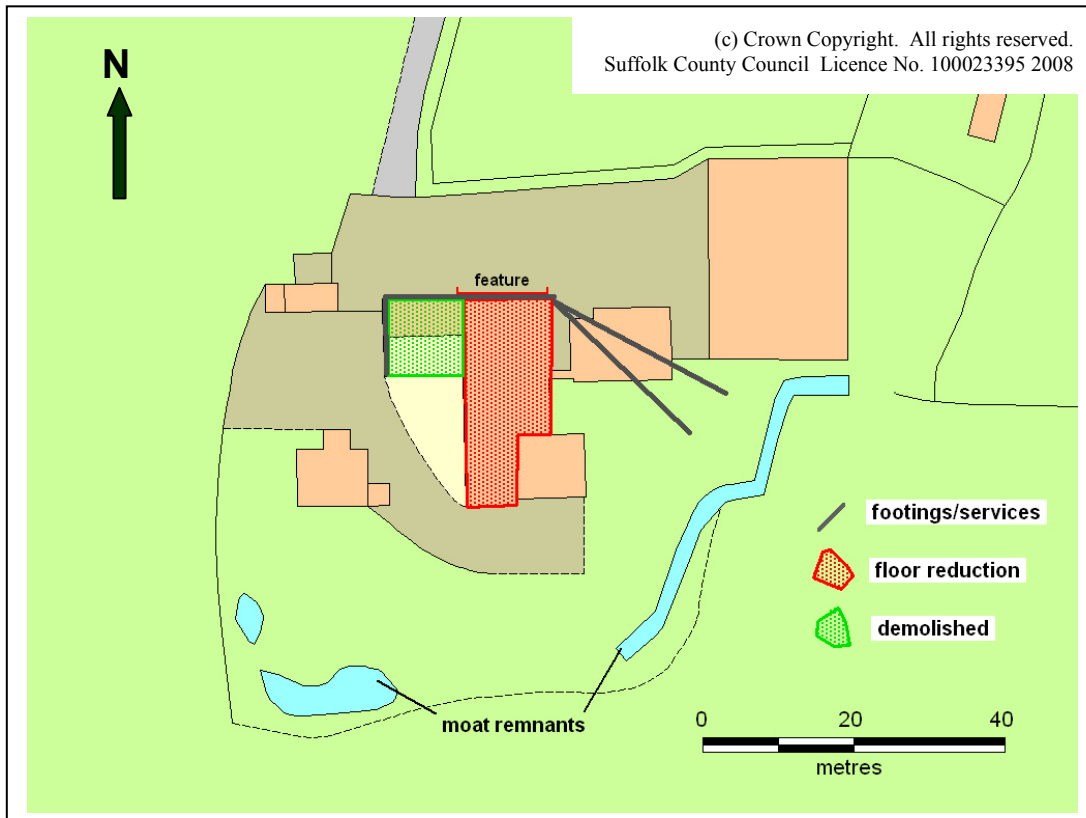 (c) Crown Copyright.  All rights reserved.
Suffolk County Council  Licence No. 100023395 2008
N
feature
footings/services
floor reduction
demolished
moat remnants
0 20 40
metres